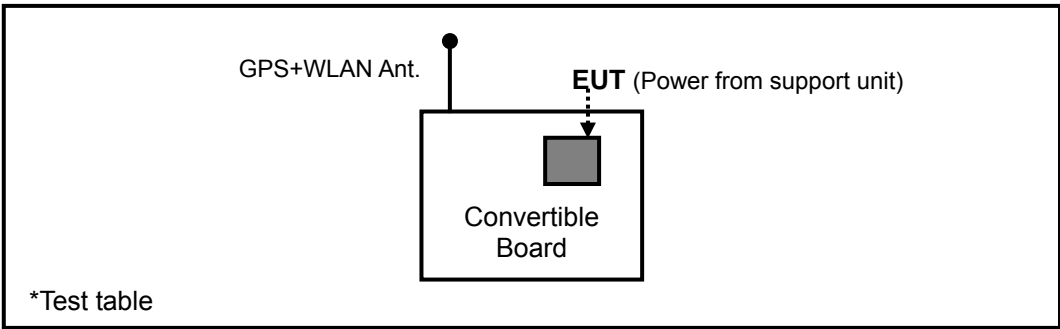 GPS+WLAN Ant.
EUT (Power from support unit)
Convertible
Board
*Test table